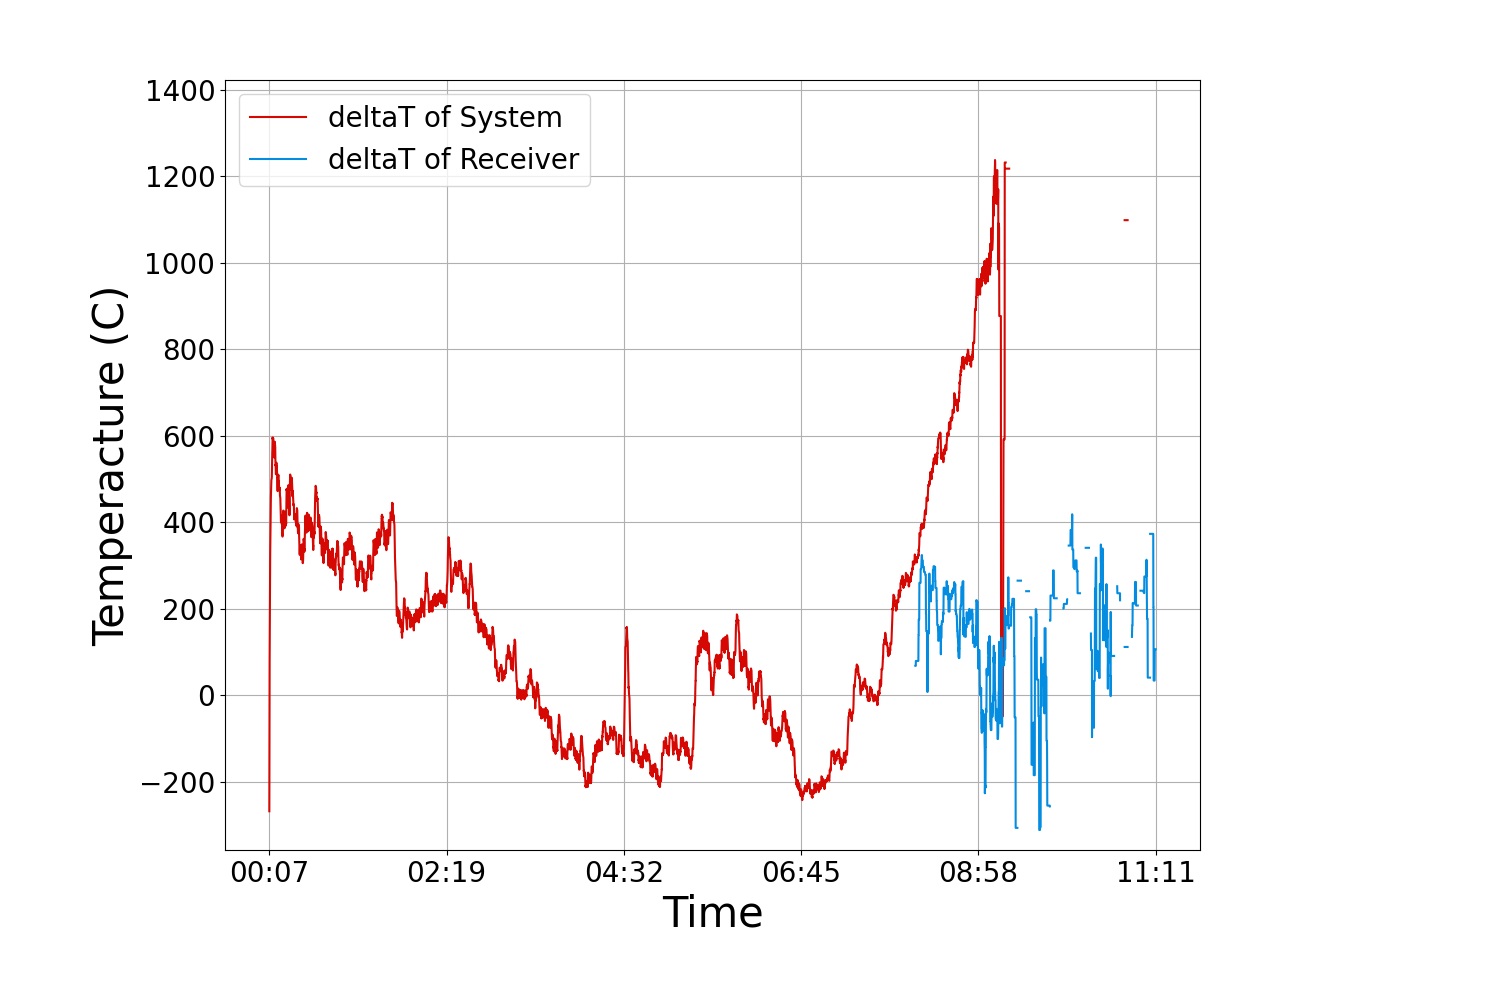 1400
1200
1000
800
600
400
200
0
−200
Temperacture (C)
deltaT of System
deltaT of Receiver
00:07 02:19 04:32 06:45 08:58 11:11
Time